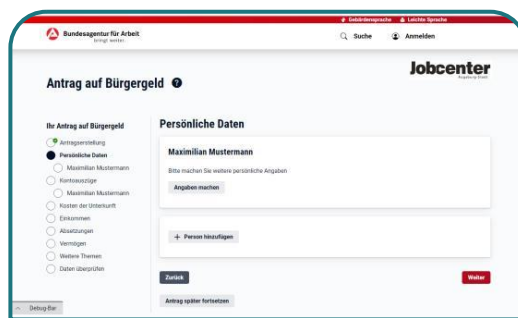 Gebärdensprache Leichte Sprache
Bundesagentur für Arbeit
bringt weiter.
Suche Anmelden
Jobcenter
Antrag auf Bürgergeld ?
Ihr Antrag auf Bürgergeld
Antragserstellung
Persönliche Daten
Maximilian Mustermann
Kontoauszüge
Maximilian Mustermann
Kosten der Unterkunft
Einkommen
Absetzungen
Vermögen
Weitere Themen
Daten überprüfen
Persönliche Daten
Maximilian Mustermann
Bitte machen Sie weitere persönliche Angaben
Angaben machen
+ Person hinzufügen
Zurück Weiter
Antrag später fortsetzen
Debug-Bar